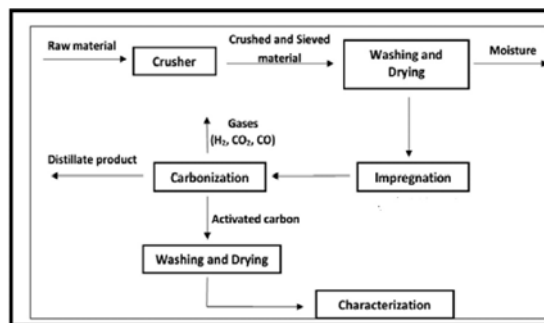 Raw material
Crusher
Crushed and Sieved
material
Washing and
Drying
Moisture
Gases
(H₂, CO₂, CO)
Distillate product
Carbonization
Impregnation
Activated carbon
Washing and Drying
Characterization